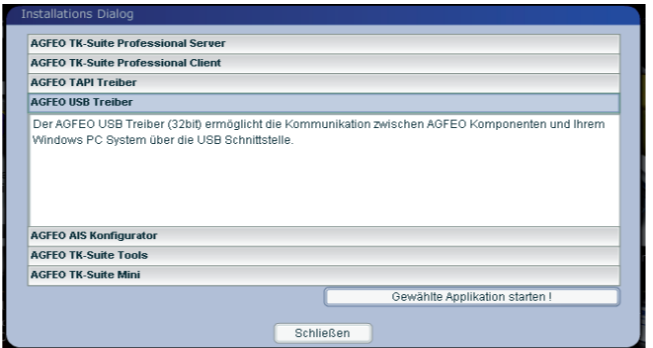 Installations Dialog
AGFEO TK-Suite Professional Server
AGFEO TK-Suite Professional Client
AGFEO TAPI Treiber
AGFEO USB Treiber
Der AGFEO USB Treiber (32bit) ermöglicht die Kommunikation zwischen AGFEO Komponenten und Ihrem
Windows PC System über die USB Schnittstelle.
AGFEO AIS Konfigurator
AGFEO TK-Suite Tools
AGFEO TK-Suite Mini
Gewählte Applikation starten !
Schließen